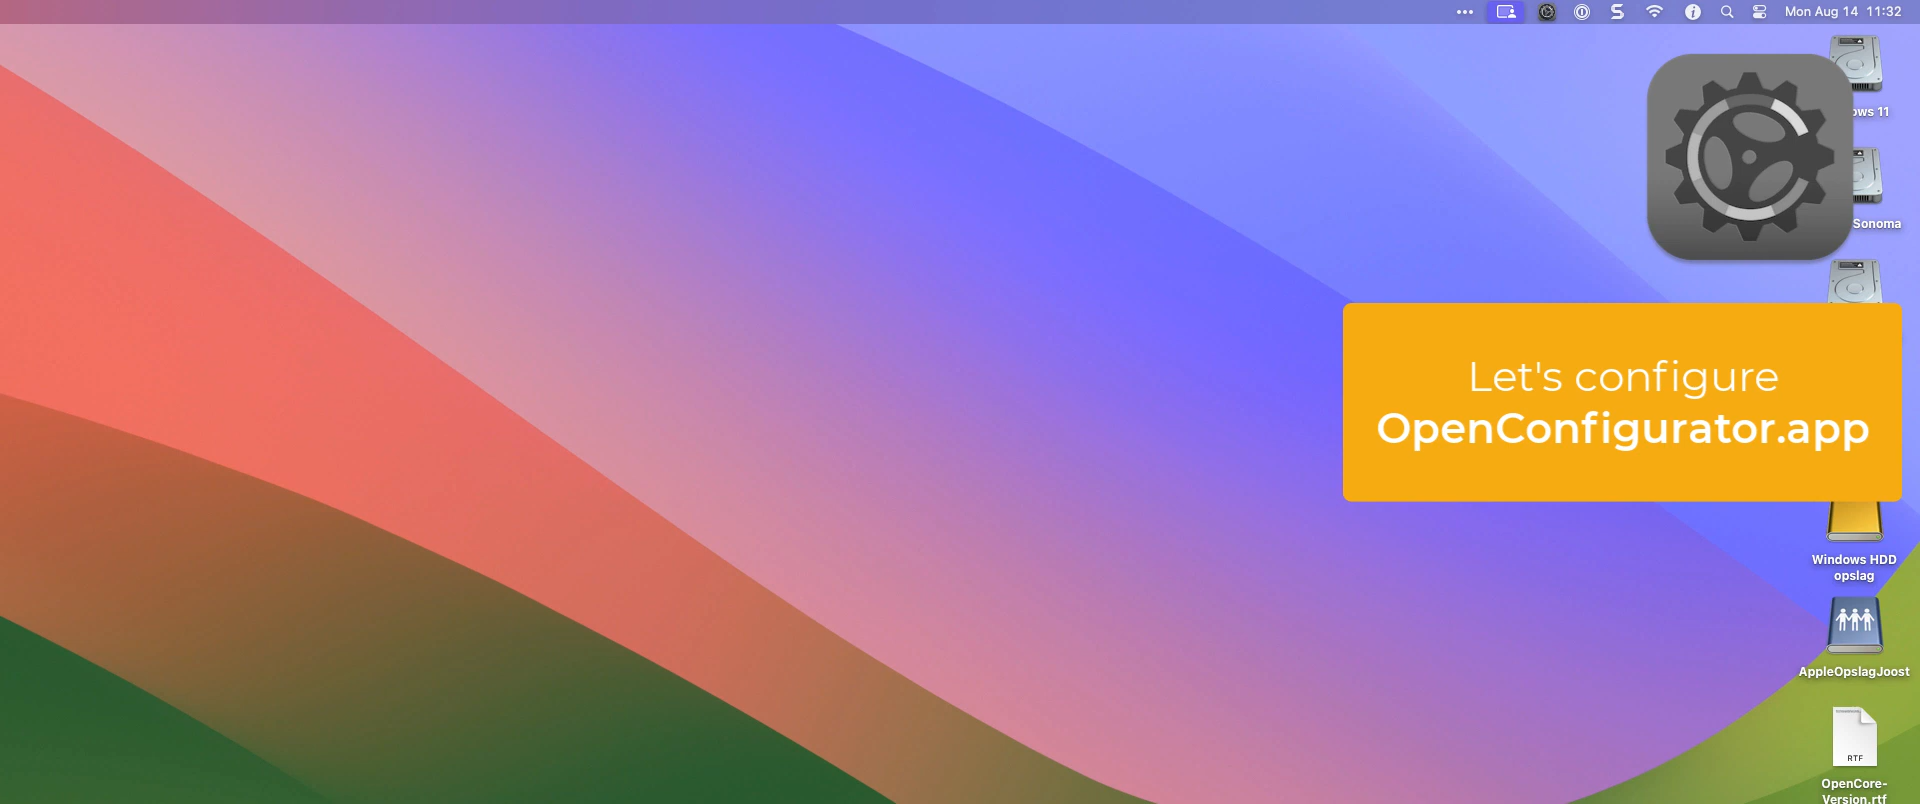 Mon Aug 14 11:32
ows 11
Sonoma
Let's configure
OpenConfigurator.app
Windows HDD
opslag
AppleOpslagJoost
RTF
OpenCore-
Version.rtf